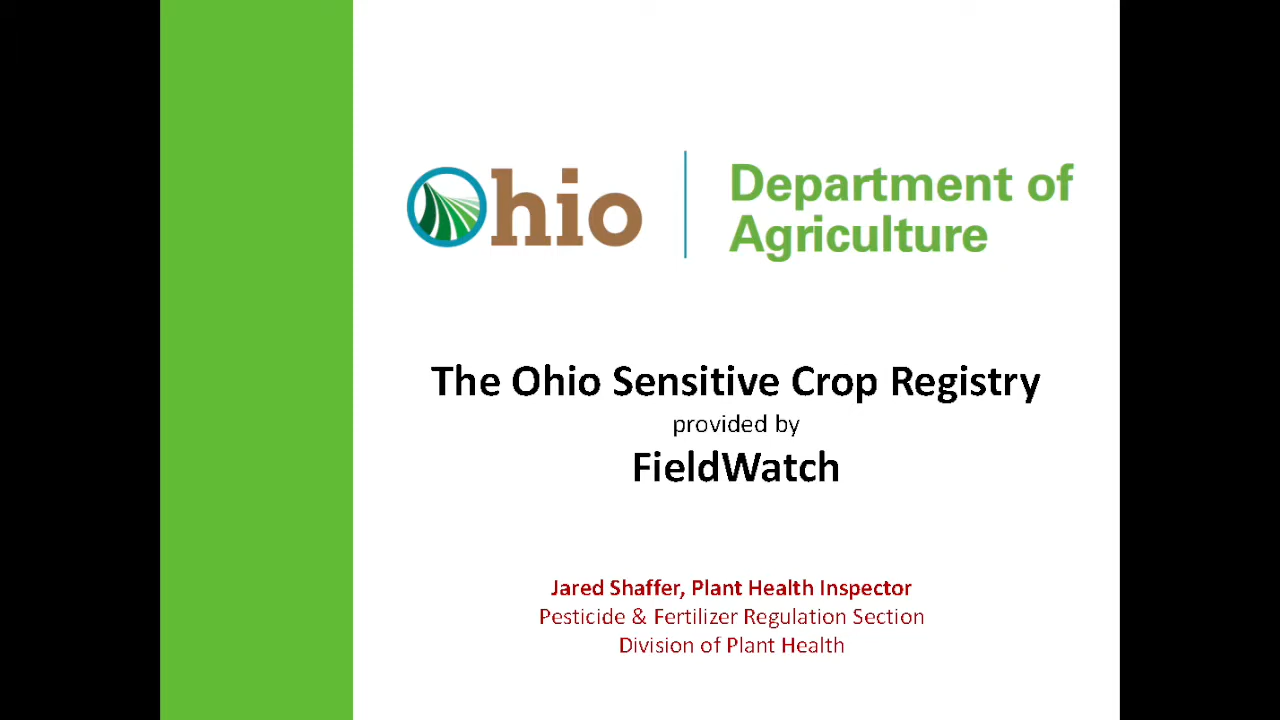 Ohio
Department of
Agriculture
The Ohio Sensitive Crop Registry
provided by
FieldWatch
Jared Shaffer, Plant Health Inspector
Pesticide & Fertilizer Regulation Section
Division of Plant Health